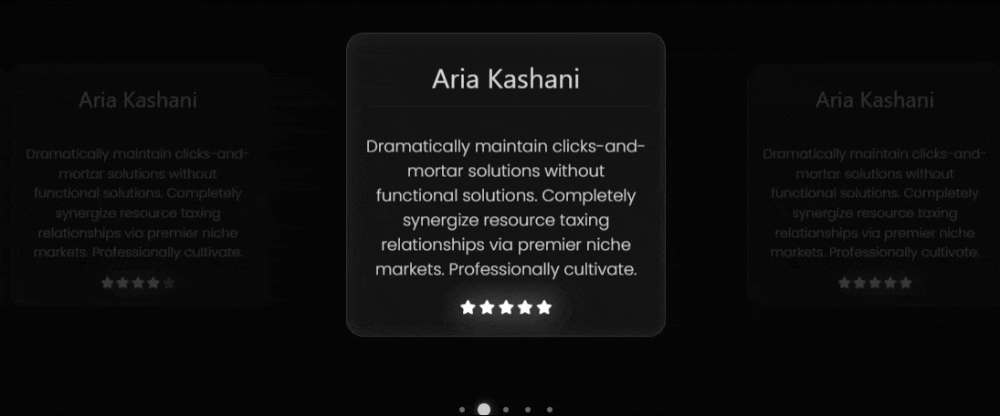 Aria Kashani
Dramatically maintain clicks-and-
mortar solutions without
functional solutions. Completely
synergize resource taxing
relationships via premier niche
markets. Professionally cultivate.
Aria Kashani
Dramatically maintain clicks-and-
mortar solutions without
functional solutions. Completely
synergize resource taxing
relationships via premier niche
markets. Professionally cultivate.
Aria Kashani
Dramatically maintain clicks-and-
mortar solutions without
functional solutions. Completely
synergize resource taxing
relationships via premier niche
markets. Professionally cultivate.